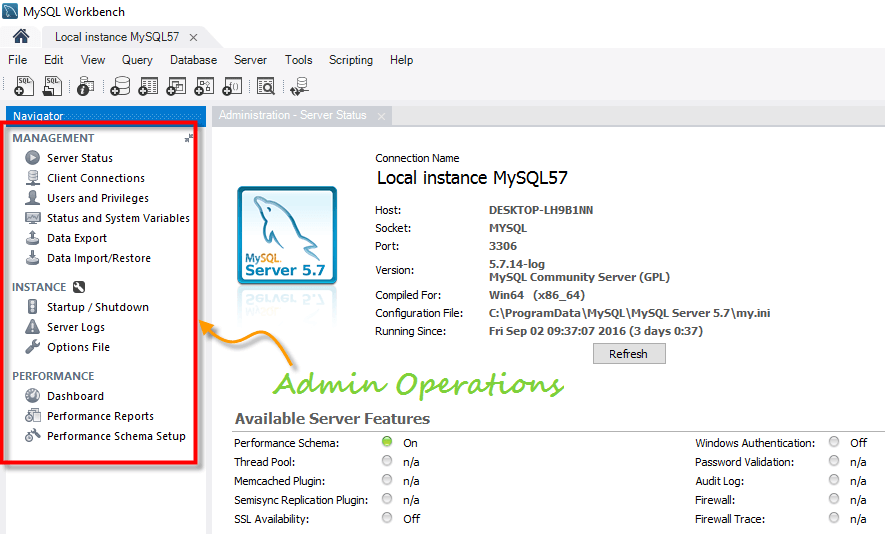 MySQL Workbench
Local instance MySQL57 ×
File Edit View Query Database Server Tools Scripting Help
SQL SQL
Navigator
MANAGEMENT
Server Status
Client Connections
Users and Privileges
Status and System Variables
Data Export
Data Import/Restore
INSTANCE
Startup / Shutdown
Server Logs
Options File
PERFORMANCE
Dashboard
Performance Reports
Performance Schema Setup
Administration - Server Status ×
MySQL
Server 5.7
Connection Name
Local instance MySQL57
Host: DESKTOP-LH9B1NN
Socket: MYSQL
Port: 3306
Version: 5.7.14-log
MySQL Community Server (GPL)
Compiled For: Win64 (x86_64)
Configuration File: C:\ProgramData\MySQL\MySQL Server 5.7\my.ini
Running Since: Fri Sep 02 09:37:07 2016 (3 days 0:37)
Refresh
Admin Operations
Available Server Features
Performance Schema: On Windows Authentication: Off
Thread Pool: n/a Password Validation: n/a
Memcached Plugin: n/a Audit Log: n/a
Semisync Replication Plugin: n/a Firewall: n/a
SSL Availability: Off Firewall Trace: n/a